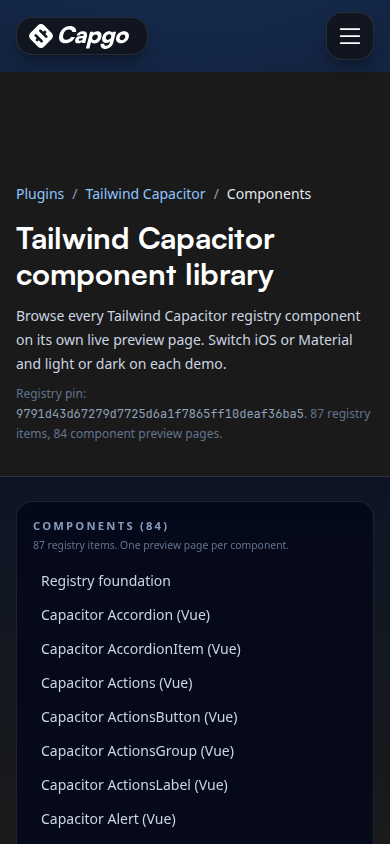 Capgo
Plugins / Tailwind Capacitor / Components
Tailwind Capacitor
component library
Browse every Tailwind Capacitor registry component
on its own live preview page. Switch iOS or Material
and light or dark on each demo.
Registry pin:
9791d43d67279d7725d6a1f7865ff10deaf36ba5. 87 registry
items, 84 component preview pages.
COMPONENTS (84)
87 registry items. One preview page per component.
Registry foundation
Capacitor Accordion (Vue)
Capacitor AccordionItem (Vue)
Capacitor Actions (Vue)
Capacitor ActionsButton (Vue)
Capacitor ActionsGroup (Vue)
Capacitor ActionsLabel (Vue)
Capacitor Alert (Vue)